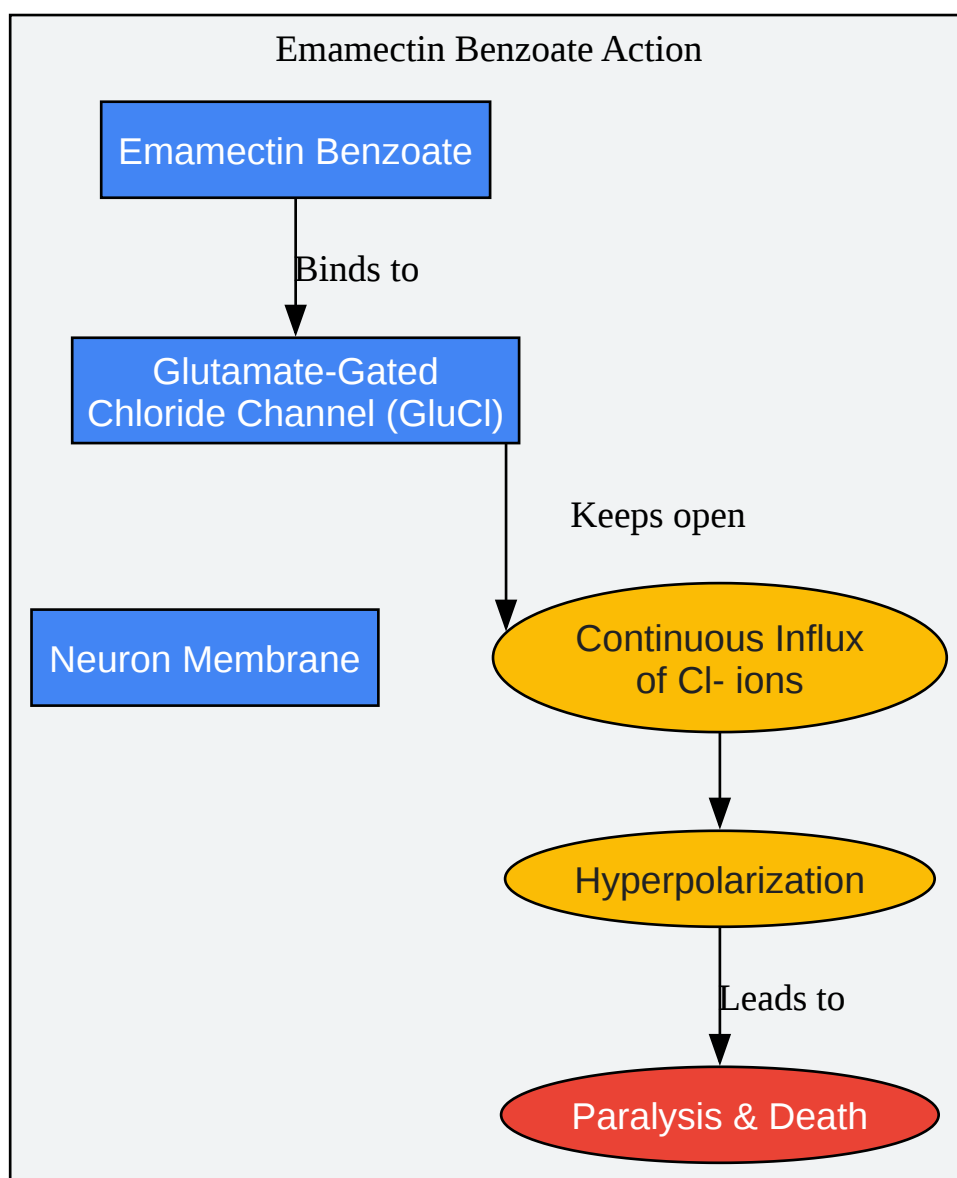 Emamectin Benzoate Action
Emamectin Benzoate
Binds to
Glutamate-Gated
Chloride Channel (GluCl)
Keeps open
Neuron Membrane
Continuous Influx
of Cl- ions
Hyperpolarization
Leads to
Paralysis & Death